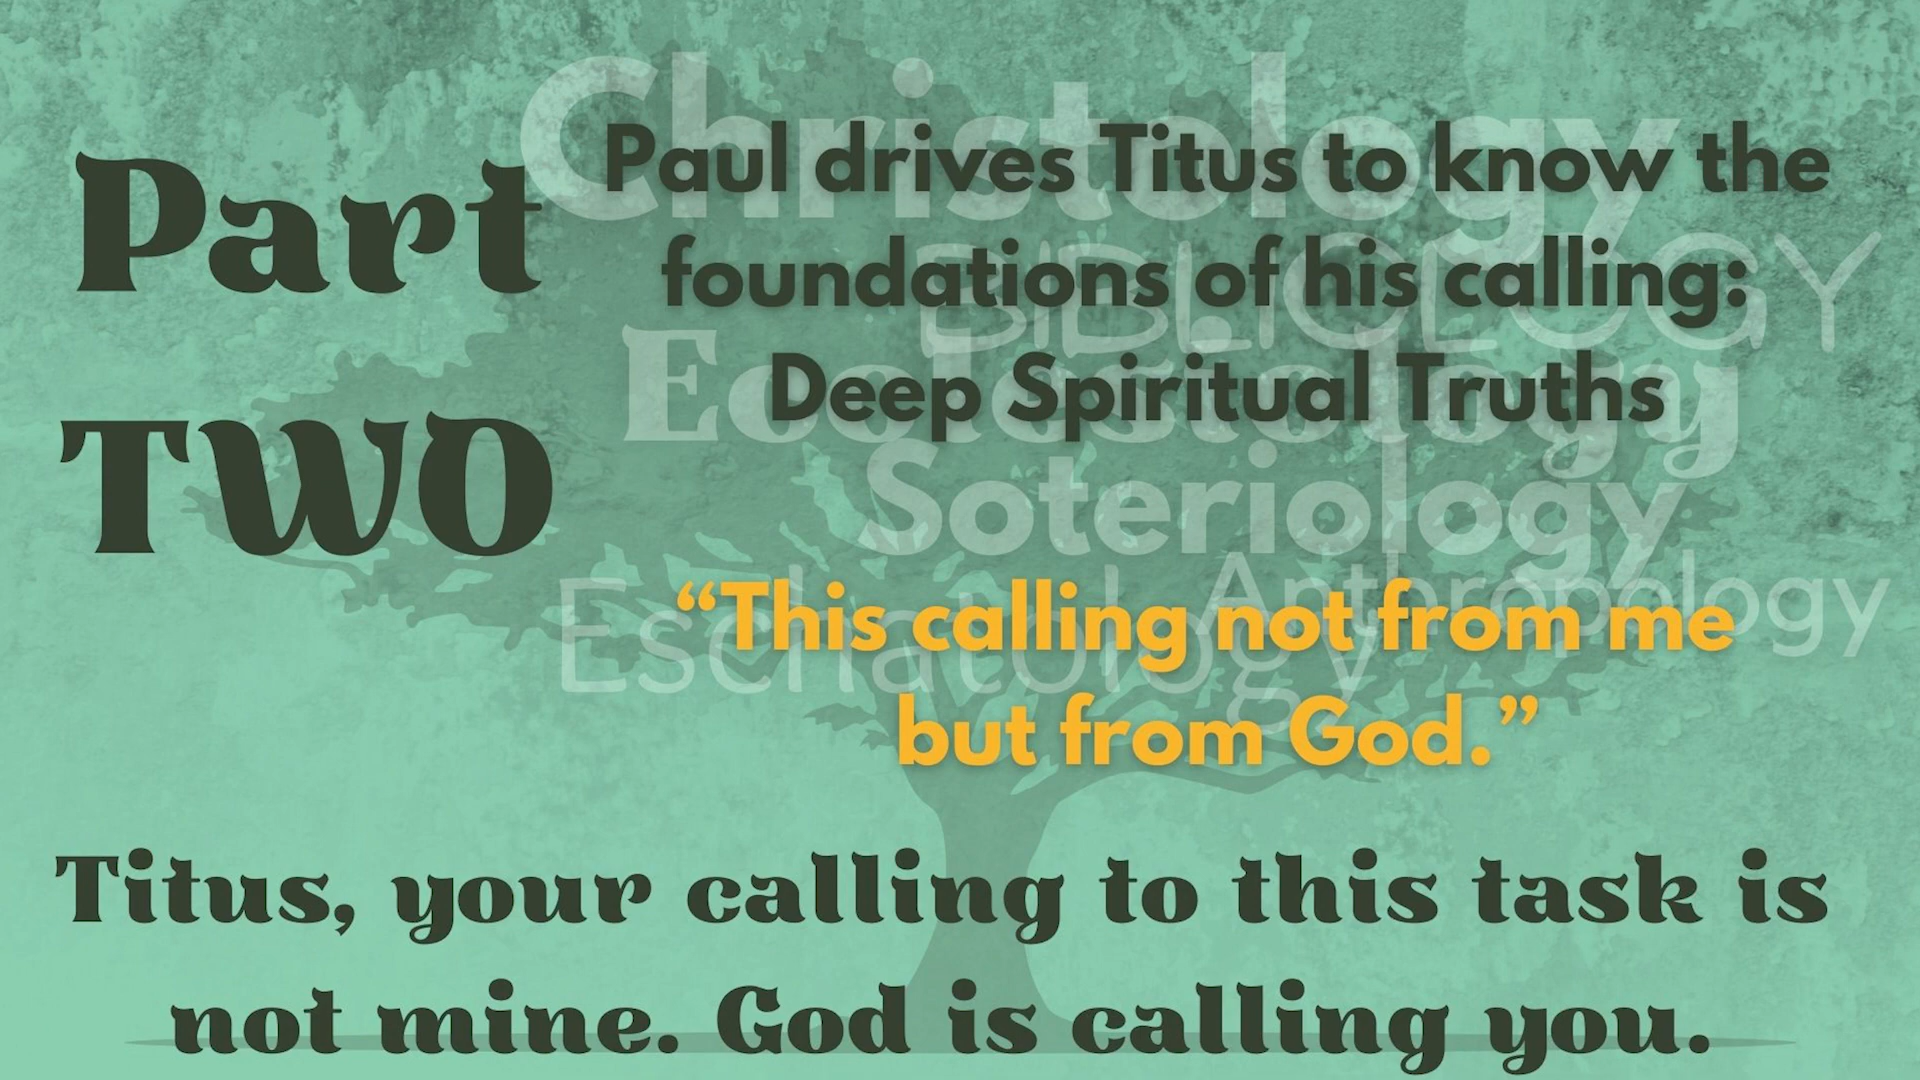 Part
TWO
Christology
Paul drives Titus to know the
BIBLIOLOGY
foundations of his calling:
Ecclesiology
Deep Spiritual Truths
Soteriology
Anthropology
Eschatology
“This calling not from me
but from God.”
Titus, your calling to this task is
not mine. God is calling you.